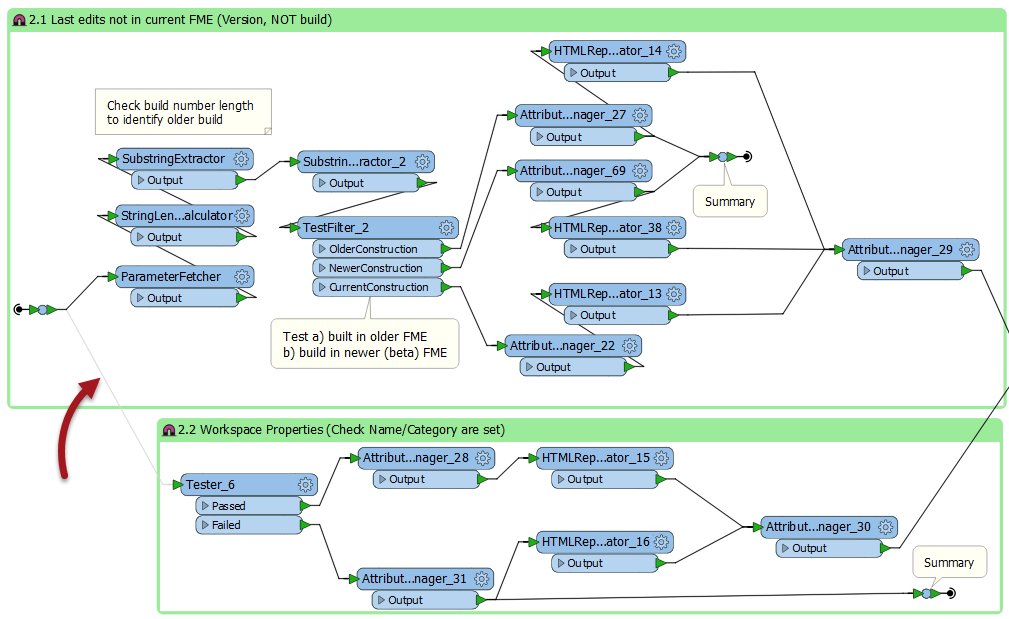 2.1 Last edits not in current FME (Version, NOT build)
Check build number length
to identify older build
SubstringExtractor
Output
StringLen...alculator
Output
ParameterFetcher
Output
Substrin...ractor_2
Output
TestFilter_2
OlderConstruction
NewerConstruction
CurrentConstruction
Test a) built in older FME
b) build in newer (beta) FME
HTMLRep...ator_14
Output
Attribut...nager_27
Output
Attribut...nager_69
Output
HTMLRep...ator_38
Output
HTMLRep...ator_13
Output
Attribut...nager_22
Output
Summary
Attribut...nager_29
Output
2.2 Workspace Properties (Check Name/Category are set)
Tester_6
Passed
Failed
Attribut...nager_28
Output
HTMLRep...ator_15
Output
HTMLRep...ator_16
Output
Attribut...nager_31
Output
Attribut...nager_30
Output
Summary